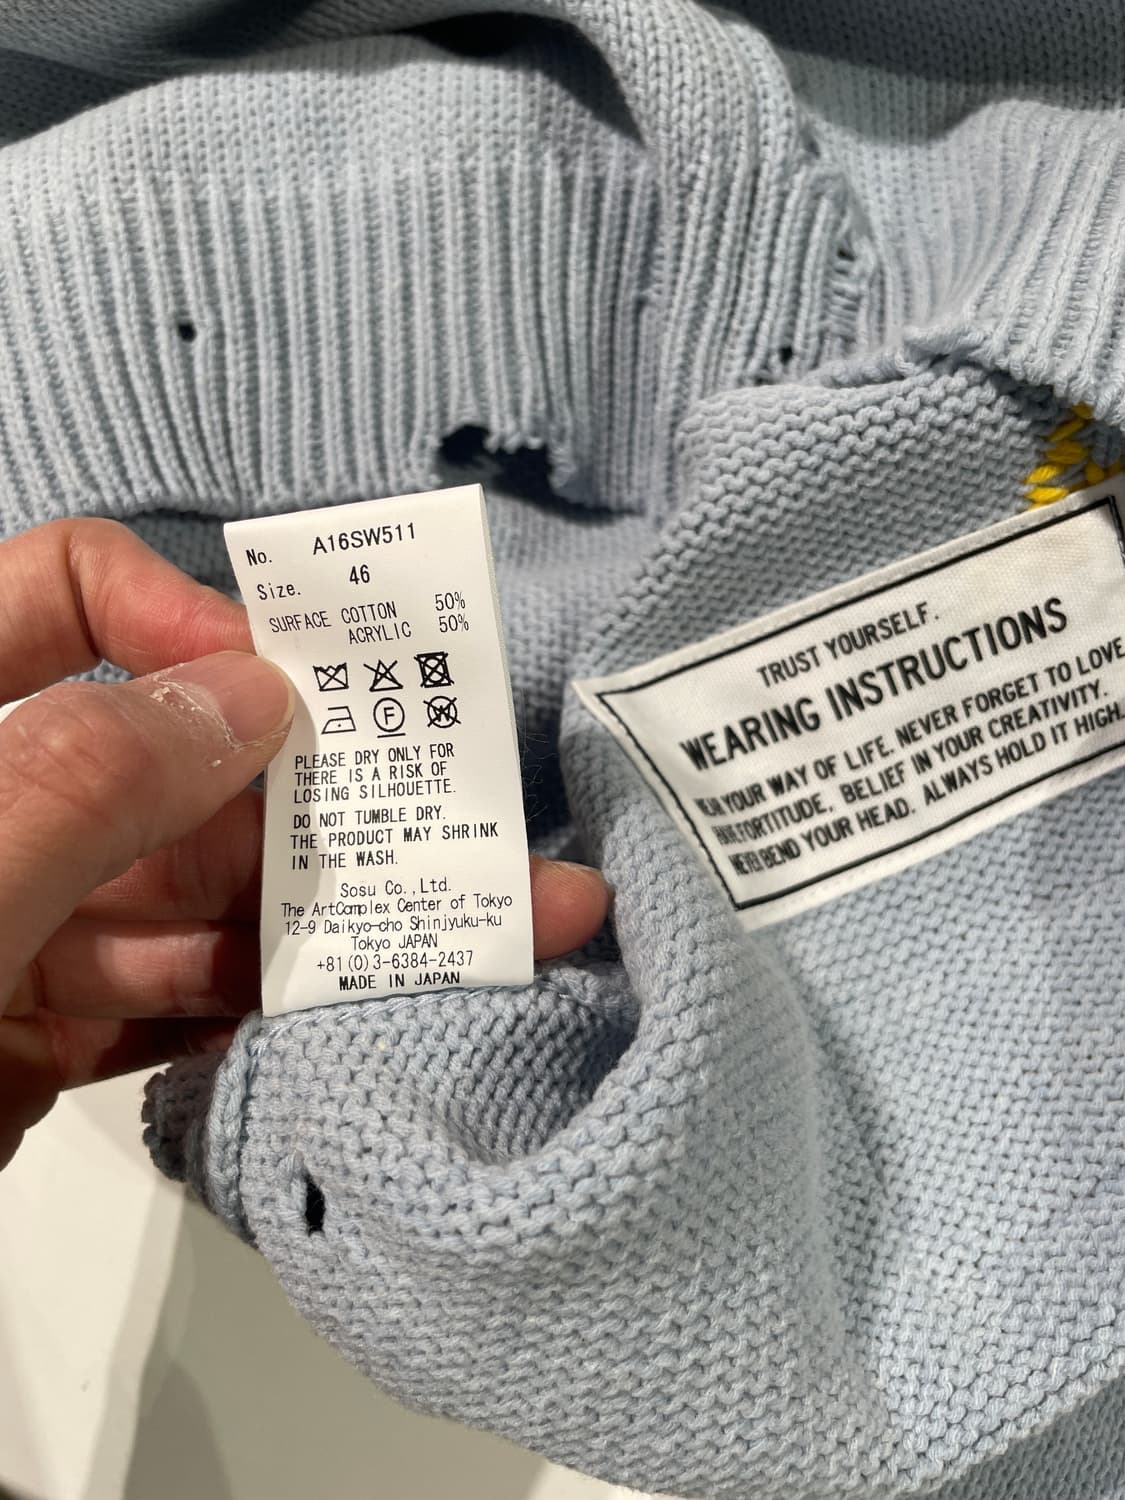 No. A16SW511
Size. 46
SURFACE COTTON 50%
ACRYLIC 50%
F
W
PLEASE DRY ONLY FOR
THERE IS A RISK OF
LOSING SILHOUETTE.
DO NOT TUMBLE DRY.
THE PRODUCT MAY SHRINK
IN THE WASH.
Sosu Co.,Ltd.
The ArtComplex Center of Tokyo
12-9 Daikyo-cho Shinjyuku-ku
Tokyo JAPAN
+81(0)3-6384-2437
MADE IN JAPAN
TRUST YOURSELF.
WEARING INSTRUCTIONS
YOUR WAY OF LIFE. NEVER FORGET TO LOVE
FORTITUDE. BELIEF IN YOUR CREATIVITY.
NEVER BEND YOUR HEAD. ALWAYS HOLD IT HIGH.